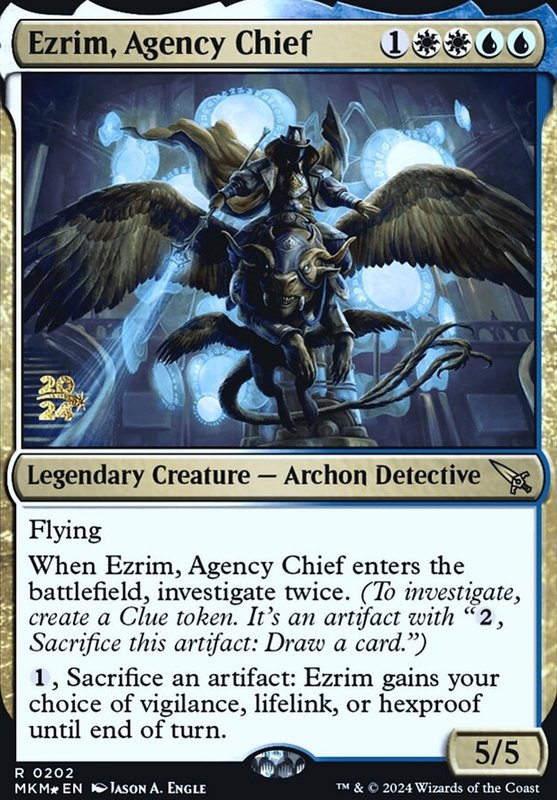 Ezrim, Agency Chief 1
2024
Legendary Creature — Archon Detective
Flying
When Ezrim, Agency Chief enters the
battlefield, investigate twice. (To investigate,
create a Clue token. It's an artifact with “2,
Sacrifice this artifact: Draw a card.”)
1, Sacrifice an artifact: Ezrim gains your
choice of vigilance, lifelink, or hexproof
until end of turn.
5/5
R 0202
MKM★EN Jason A. Engle ™ & © 2024 Wizards of the Coast